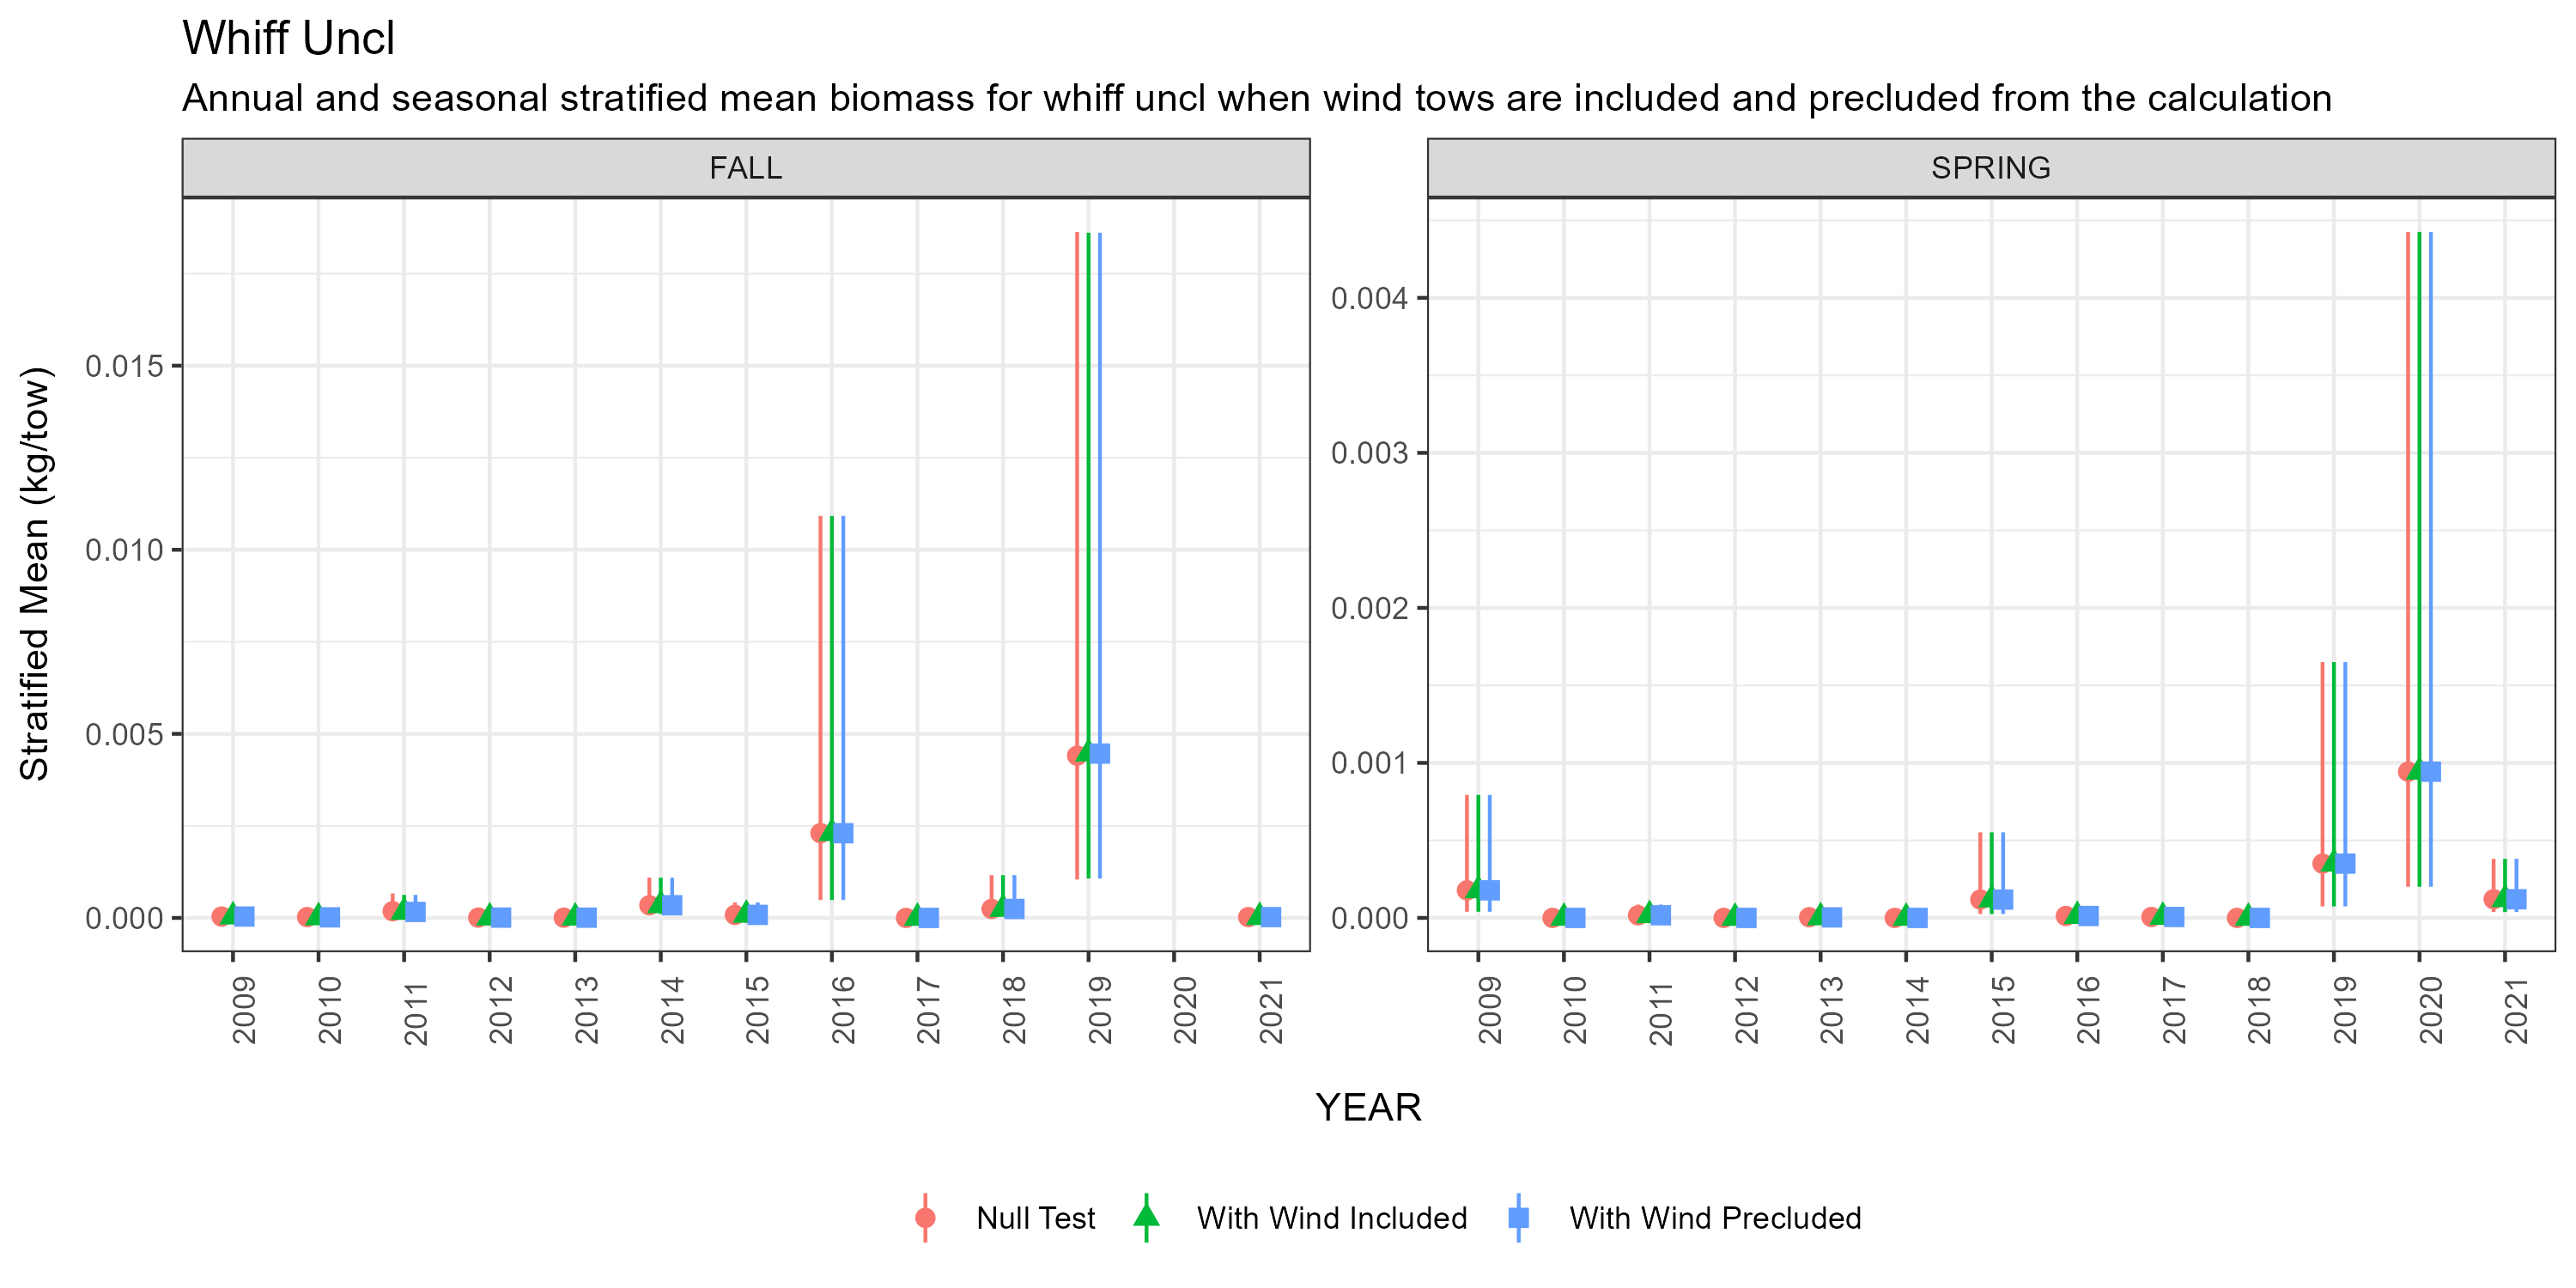 Whiff Uncl
Annual and seasonal stratified mean biomass for whiff uncl when wind tows are included and precluded from the calculation
FALL
SPRING
Stratified Mean (kg/tow)
0.015
0.010
0.005
0.000
0.004
0.003
0.002
0.001
0.000
2009 2010 2011 2012 2013 2014 2015 2016 2017 2018 2019 2020 2021
2009 2010 2011 2012 2013 2014 2015 2016 2017 2018 2019 2020 2021
YEAR
Null Test With Wind Included With Wind Precluded